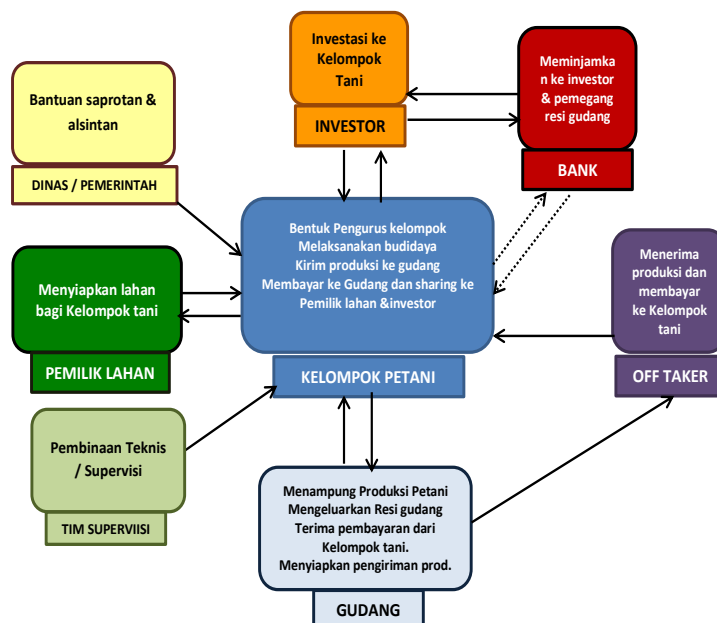 Investasi ke
Kelompok
Tani
INVESTOR
Meminjamka
n ke investor
& pemegang
resi gudang
BANK
Bantuan saprotan &
alsintan
DINAS / PEMERINTAH
Bentuk Pengurus kelompok
Melaksanakan budidaya
Kirim produksi ke gudang
Membayar ke Gudang dan sharing ke
Pemilik lahan &investor
KELOMPOK PETANI
Menyiapkan lahan
bagi Kelompok tani
PEMILIK LAHAN
Menerima
produksi dan
membayar
ke Kelompok
tani
OFF TAKER
Pembinaan Teknis
/ Supervisi
TIM SUPERVIISI
Menampung Produksi Petani
Mengeluarkan Resi gudang
Terima pembayaran dari
Kelompok tani.
Menyiapkan pengiriman prod.
GUDANG